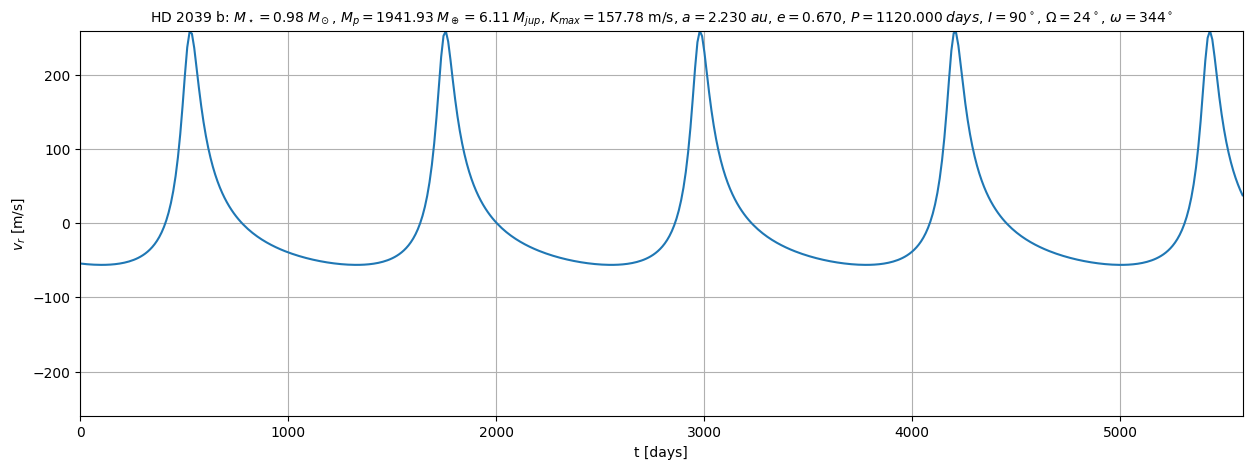 HD 2039 b: M⋆ = 0.98 M⊙, Mp = 1941.93 M⊕ = 6.11 Mjup, Kmax = 157.78 m/s, a = 2.230 au, e = 0.670, P = 1120.000 days, I = 90°, Ω = 24°, ω = 344°
200
100
0
−100
−200
vr [m/s]
0 1000 2000 3000 4000 5000
t [days]